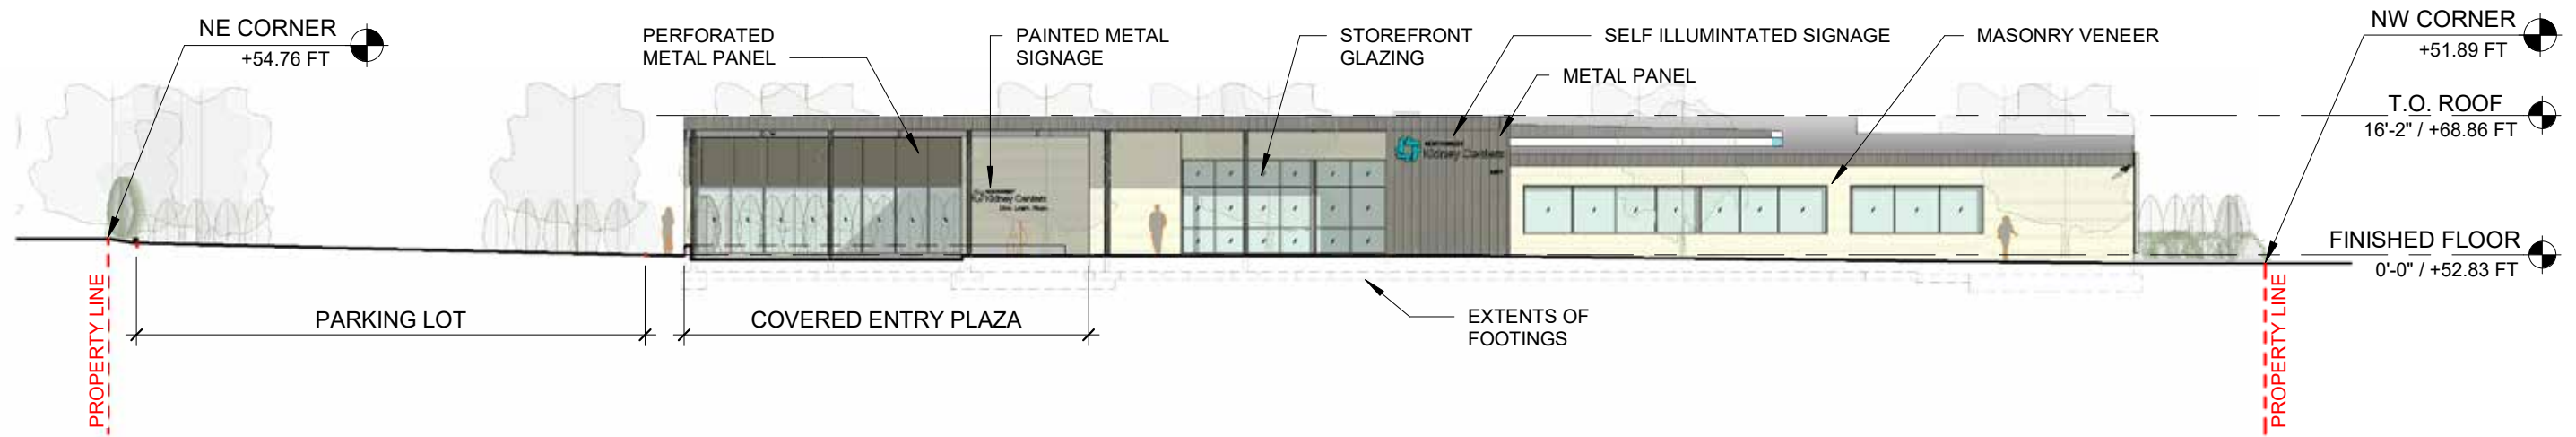 NE CORNER
+54.76 FT
PERFORATED
METAL PANEL
PAINTED METAL
SIGNAGE
STOREFRONT
GLAZING
SELF ILLUMINTATED SIGNAGE
METAL PANEL
MASONRY VENEER
NW CORNER
+51.89 FT
T.O. ROOF
16'-2" / +68.86 FT
FINISHED FLOOR
0'-0" / +52.83 FT
Kidney Centers
Kidney Centers
PROPERTY LINE
PARKING LOT
COVERED ENTRY PLAZA
EXTENTS OF
FOOTINGS
PROPERTY LINE